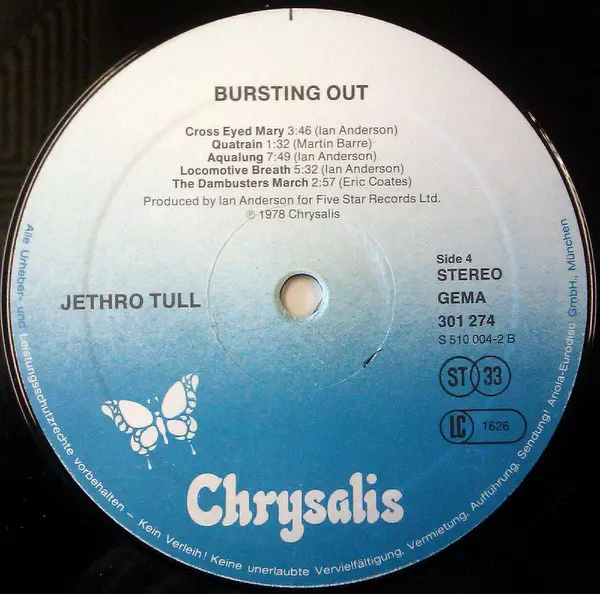 BURSTING OUT
Cross Eyed Mary 3:46 (Ian Anderson)
Quatrain 1:32 (Martin Barre)
Aqualung 7:49 (Ian Anderson)
Locomotive Breath 5:32 (Ian Anderson)
The Dambusters March 2:57 (Eric Coates)
Produced by Ian Anderson for Five Star Records Ltd.
℗ 1978 Chrysalis
JETHRO TULL
Side 4
STEREO
GEMA
301 274
S 510 004-2 B
ST 33
LC 1626
Chrysalis
Alle Urheber- und Leistungsschutzrechte vorbehalten – Kein Verleih! Keine unerlaubte Vervielfältigung, Vermietung, Aufführung, Sendung! Ariola-Eurodisc GmbH., München